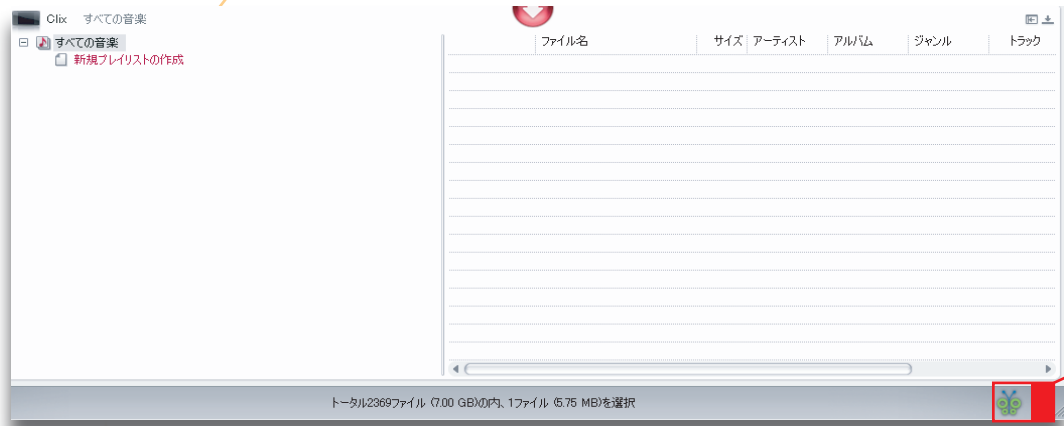 Clix すべての音楽
すべての音楽
新規プレイリストの作成
ファイル名 サイズ アーティスト アルバム ジャンル トラック
トータル2369ファイル (7.00 GB)の内、1ファイル (5.75 MB)を選択